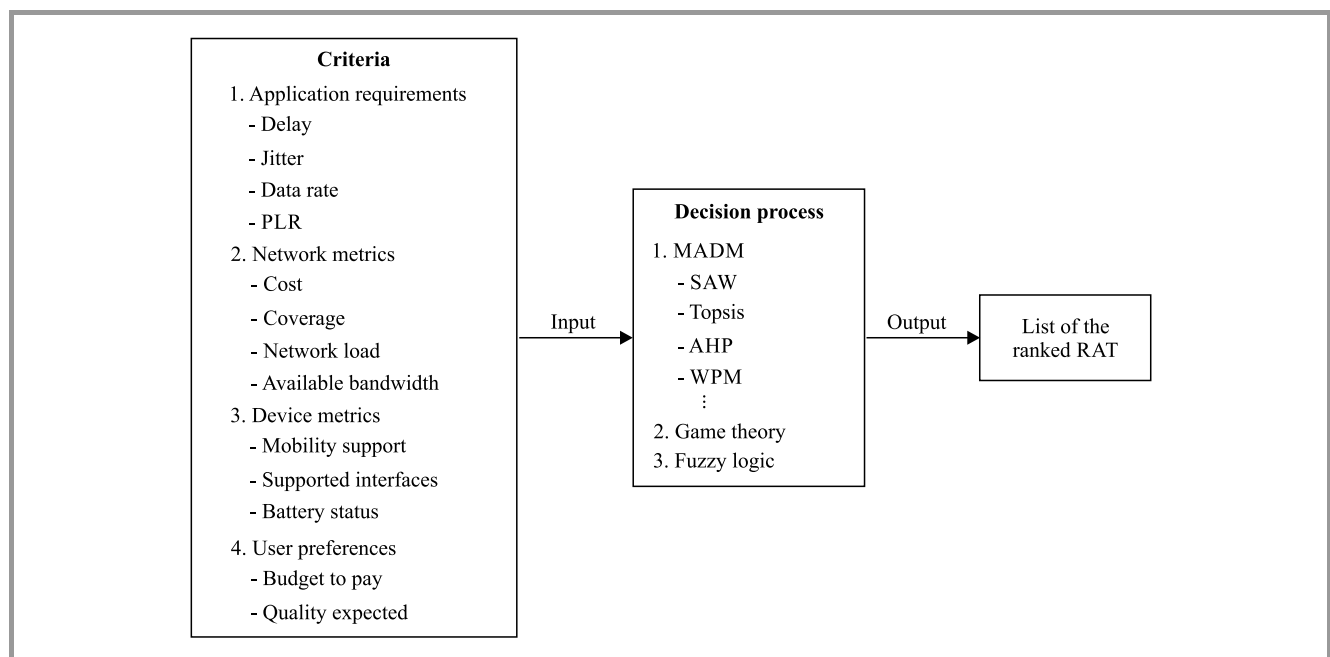 Criteria
1. Application requirements
- Delay
- Jitter
- Data rate
- PLR
2. Network metrics
- Cost
- Coverage
- Network load
- Available bandwidth
3. Device metrics
- Mobility support
- Supported interfaces
- Battery status
4. User preferences
- Budget to pay
- Quality expected
Input
Decision process
1. MADM
- SAW
- Topsis
- AHP
- WPM
⋮
2. Game theory
3. Fuzzy logic
Output
List of the
ranked RAT